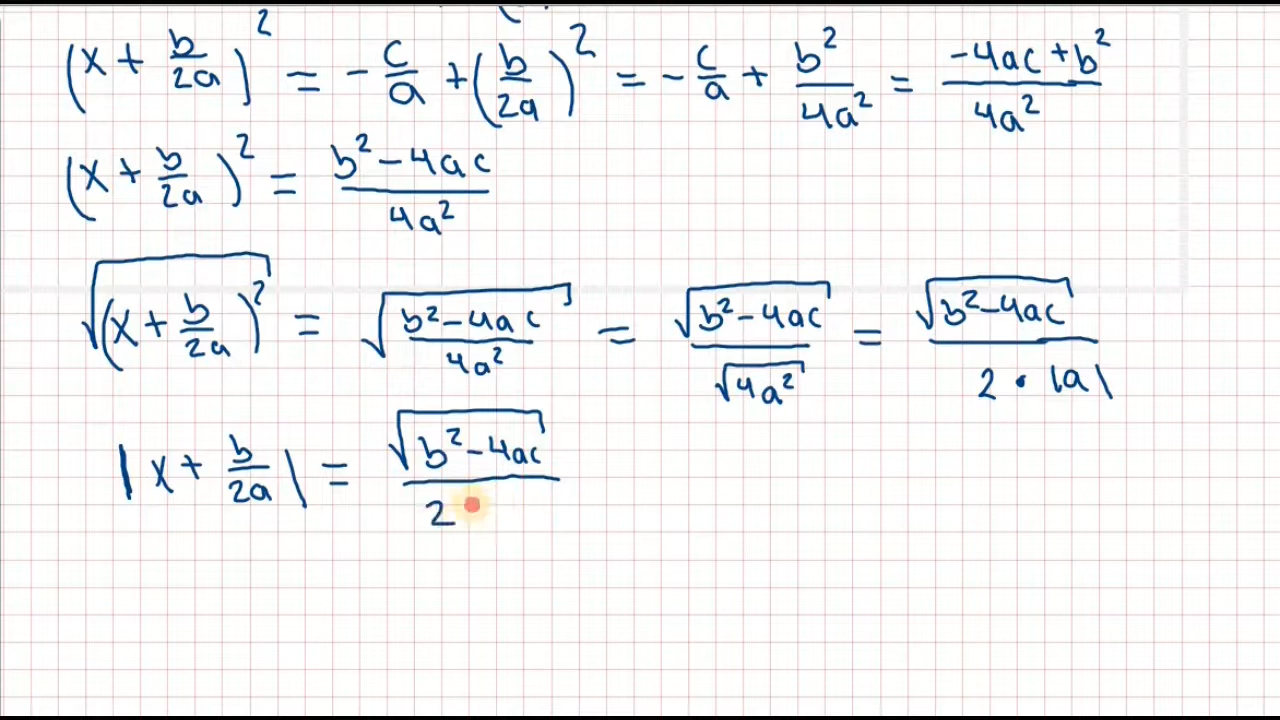 (x + b/2a)² = - c/a + (b/2a)² = - c/a + b²/4a² = (-4ac + b²)/4a²
(x + b/2a)² = (b² - 4ac)/4a²
√((x + b/2a)²) = √((b² - 4ac)/4a²) = √(b² - 4ac)/√(4a²) = √(b² - 4ac)/(2 · |a|)
|x + b/2a| = √(b² - 4ac)/2